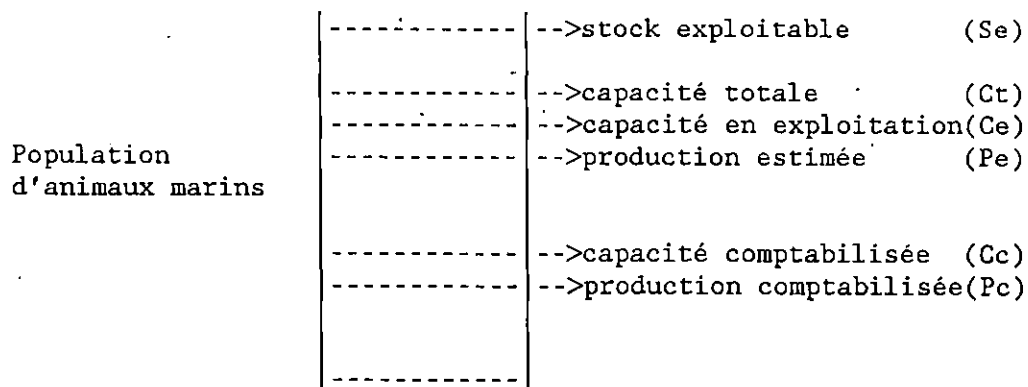 |-----------|-->stock exploitable (Se)
|-----------|-->capacité totale (Ct)
|-----------|-->capacité en exploitation(Ce)
Population |-----------|-->production estimée (Pe)
d'animaux marins
|-----------|-->capacité comptabilisée (Cc)
|-----------|-->production comptabilisée(Pc)
|-----------|